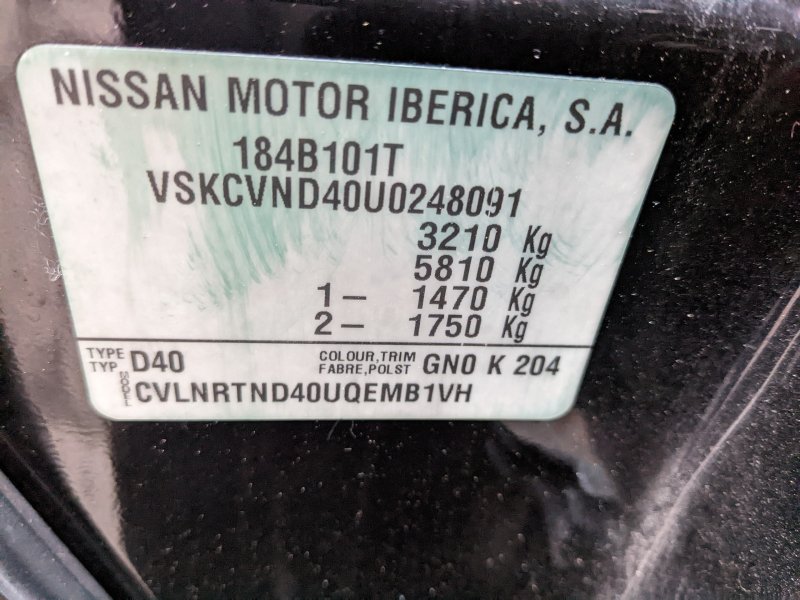 NISSAN MOTOR IBERICA, S.A.
184B101T
VSKCVND40U0248091
3210 Kg
5810 Kg
1- 1470 Kg
2- 1750 Kg
TYPE TYP D40 COLOUR,TRIM FABRE,POLST GN0 K 204
MODEL CVLNRTND40UQEMB1VH